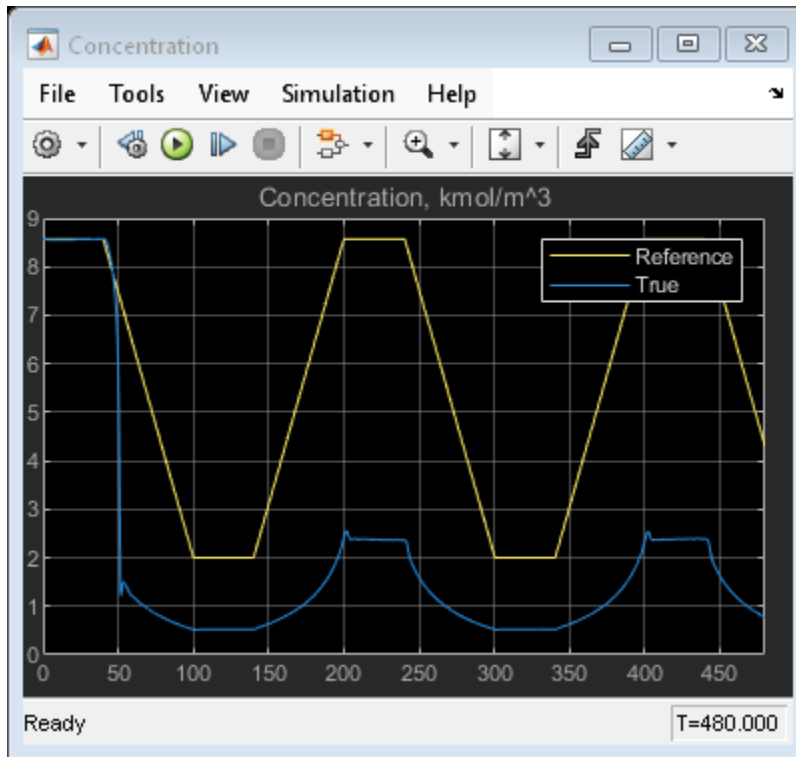 Concentration
File Tools View Simulation Help
Concentration, kmol/m^3
9
8
7
6
5
4
3
2
1
0
Reference
True
0 50 100 150 200 250 300 350 400 450
Ready T=480.000